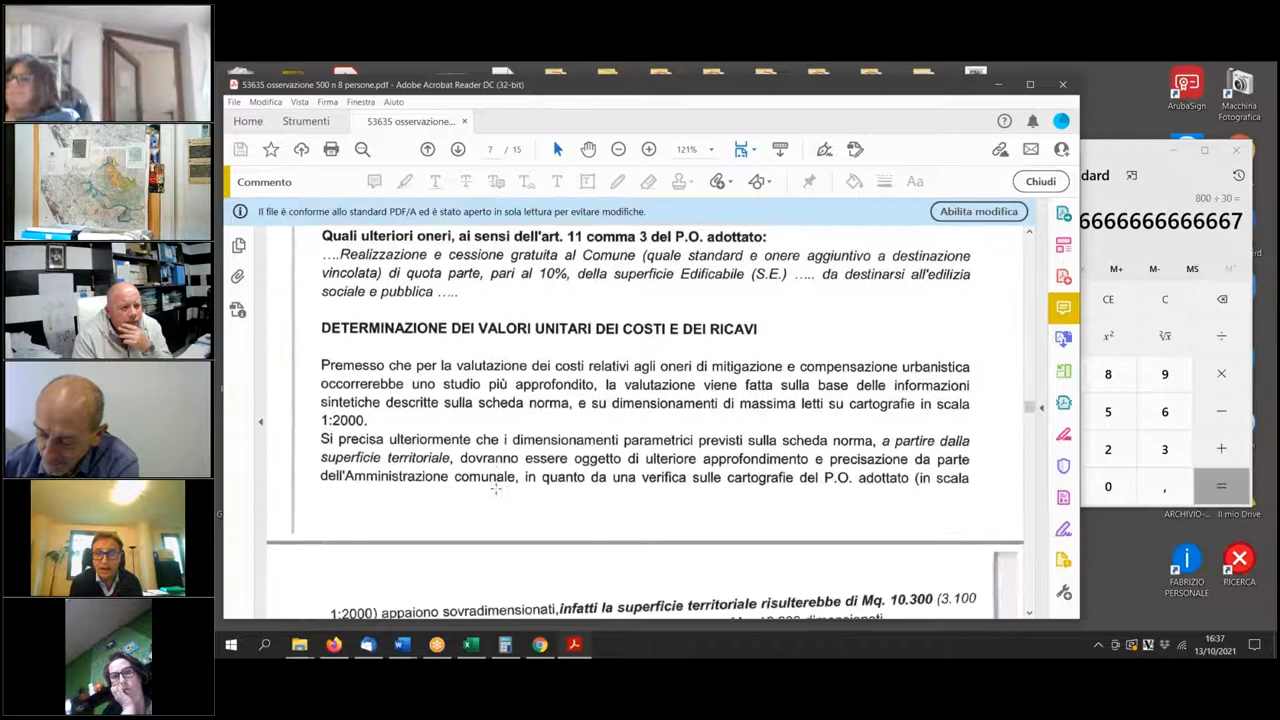 53635 osservazione 500 n 8 persone.pdf - Adobe Acrobat Reader DC (32-bit)
File Modifica Vista Firma Finestra Aiuto
Home Strumenti 53635 osservazione...
7 / 15 121%
Commento Chiudi
Il file è conforme allo standard PDF/A ed è stato aperto in sola lettura per evitare modifiche. Abilita modifica
Quali ulteriori oneri, ai sensi dell'art. 11 comma 3 del P.O. adottato:
….Realizzazione e cessione gratuita al Comune (quale standard e onere aggiuntivo a destinazione
vincolata) di quota parte, pari al 10%, della superficie Edificabile (S.E.) ….. da destinarsi all'edilizia
sociale e pubblica …..
DETERMINAZIONE DEI VALORI UNITARI DEI COSTI E DEI RICAVI
Premesso che per la valutazione dei costi relativi agli oneri di mitigazione e compensazione urbanistica
occorrerebbe uno studio più approfondito, la valutazione viene fatta sulla base delle informazioni
sintetiche descritte sulla scheda norma, e su dimensionamenti di massima letti su cartografie in scala
1:2000.
Si precisa ulteriormente che i dimensionamenti parametrici previsti sulla scheda norma, a partire dalla
superficie territoriale, dovranno essere oggetto di ulteriore approfondimento e precisazione da parte
dell'Amministrazione comunale, in quanto da una verifica sulle cartografie del P.O. adottato (in scala
1:2000) appaiono sovradimensionati, infatti la superficie territoriale risulterebbe di Mq. 10.300 (3.100
dimensionati
ArubaSign
Macchina
Fotografica
dard
800 ÷ 30 =
66666666666667
M+ M- MS
CE C
x² ²√x ÷
8 9 ×
5 6 −
2 3 +
0 , =
ARCHIVIO-... Il mio Drive
FABRIZIO
PERSONALE
RICERCA
16:37
13/10/2021